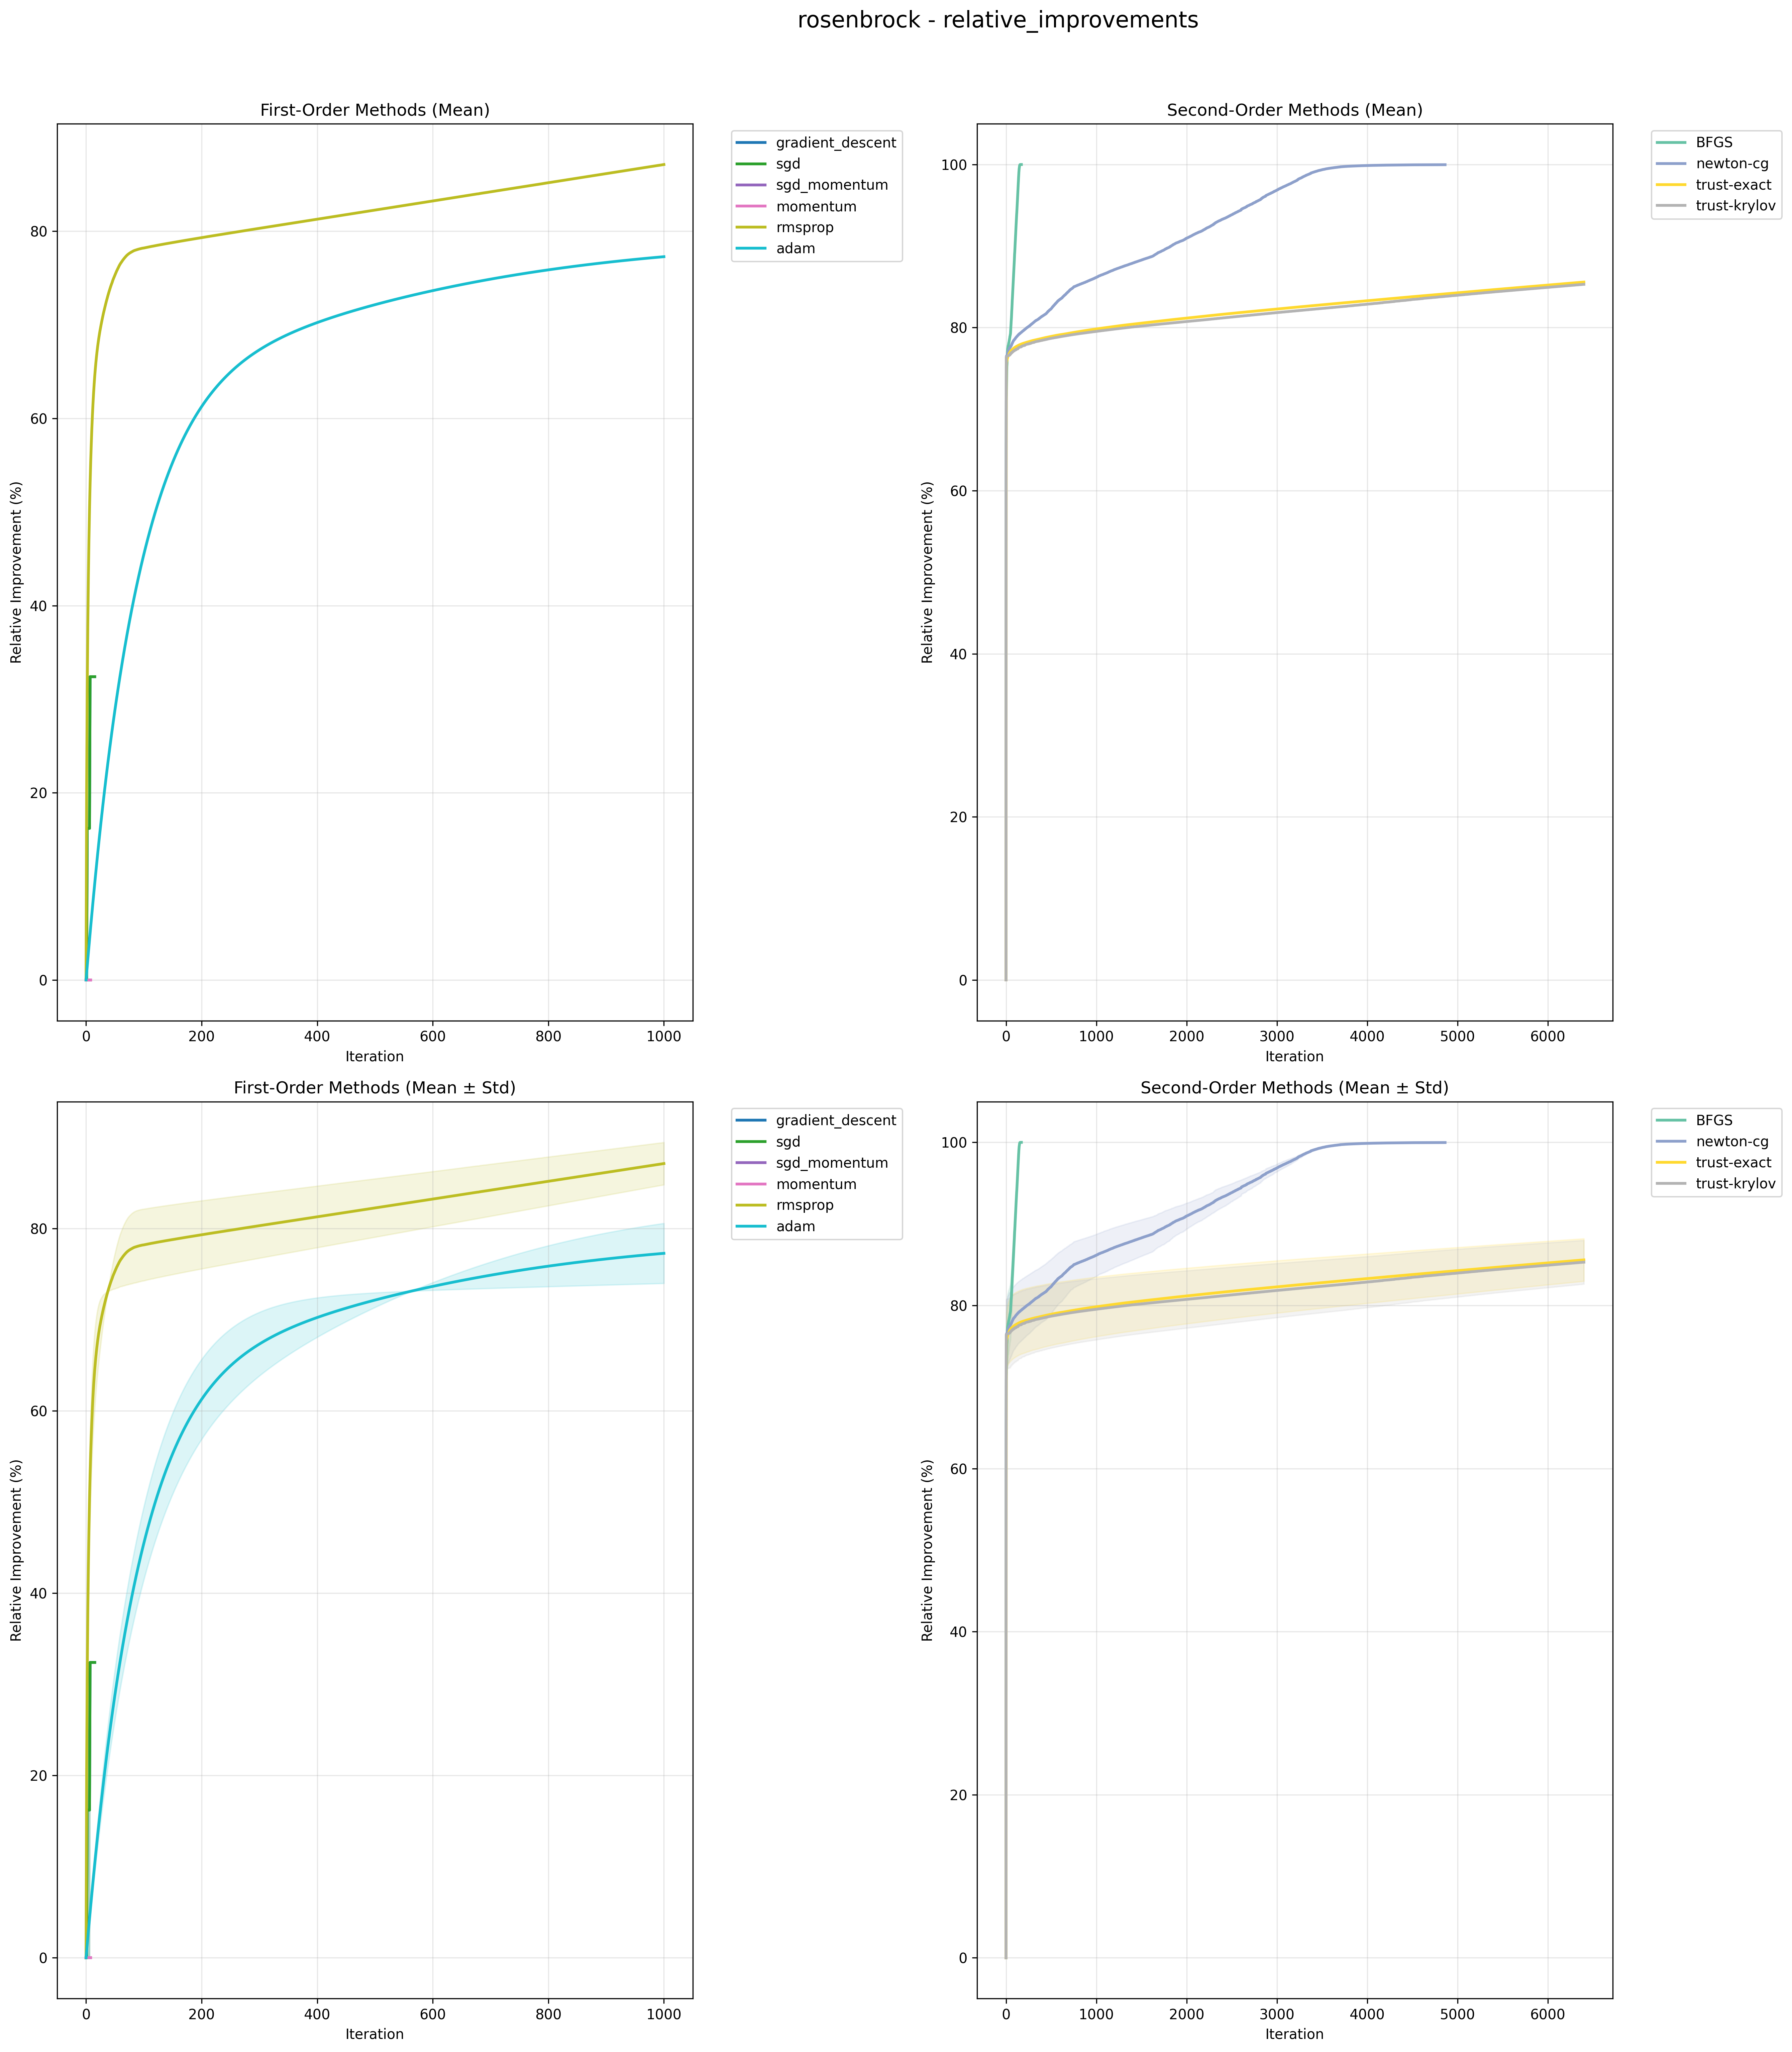 rosenbrock - relative_improvements
First-Order Methods (Mean)
Relative Improvement (%)
80
60
40
20
0
0 200 400 600 800 1000
Iteration
gradient_descent
sgd
sgd_momentum
momentum
rmsprop
adam
Second-Order Methods (Mean)
Relative Improvement (%)
100
80
60
40
20
0
0 1000 2000 3000 4000 5000 6000
Iteration
BFGS
newton-cg
trust-exact
trust-krylov
First-Order Methods (Mean ± Std)
Relative Improvement (%)
80
60
40
20
0
0 200 400 600 800 1000
Iteration
gradient_descent
sgd
sgd_momentum
momentum
rmsprop
adam
Second-Order Methods (Mean ± Std)
Relative Improvement (%)
100
80
60
40
20
0
0 1000 2000 3000 4000 5000 6000
Iteration
BFGS
newton-cg
trust-exact
trust-krylov